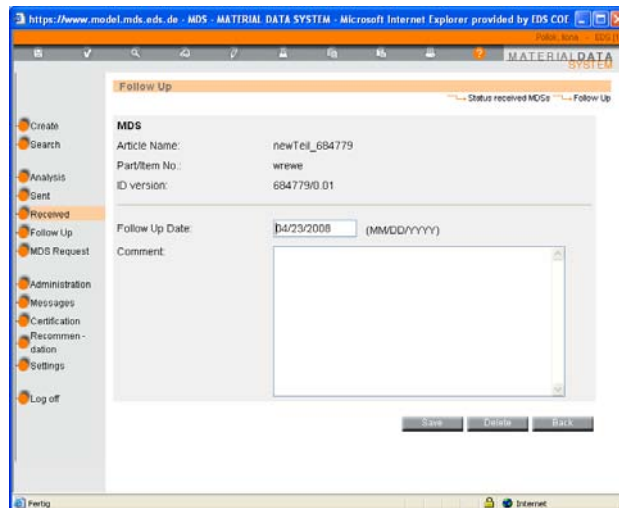 https://www.model.mds.eds.de - MDS - MATERIAL DATA SYSTEM - Microsoft Internet Explorer provided by EDS COE
MATERIALDATA
SYSTEM
Follow Up
Status received MDSs Follow Up
Create
Search
Analysis
Sent
Received
Follow Up
MDS Request
Administration
Messages
Certification
Recommen-
dation
Settings
Log off
MDS
Article Name: newTeil_684779
Part/Item No.: wrewe
ID version: 684779/0.01
Follow Up Date: 04/23/2008 (MM/DD/YYYY)
Comment:
Save Delete Back
Fertig Internet